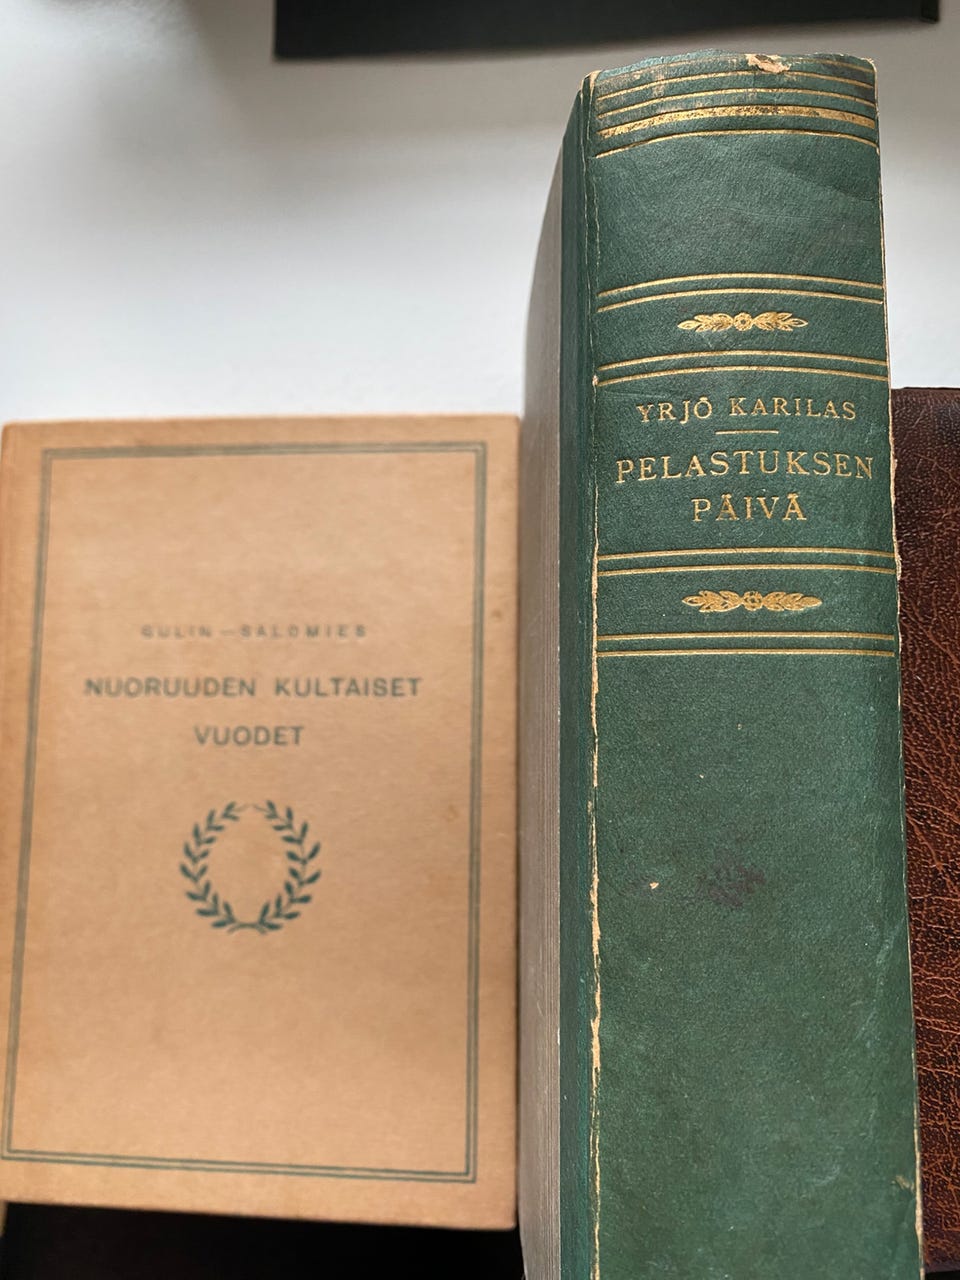 GULIN — SALOMIES
NUORUUDEN KULTAISET
VUODET
YRJÖ KARILAS
PELASTUKSEN
PÄIVÄ